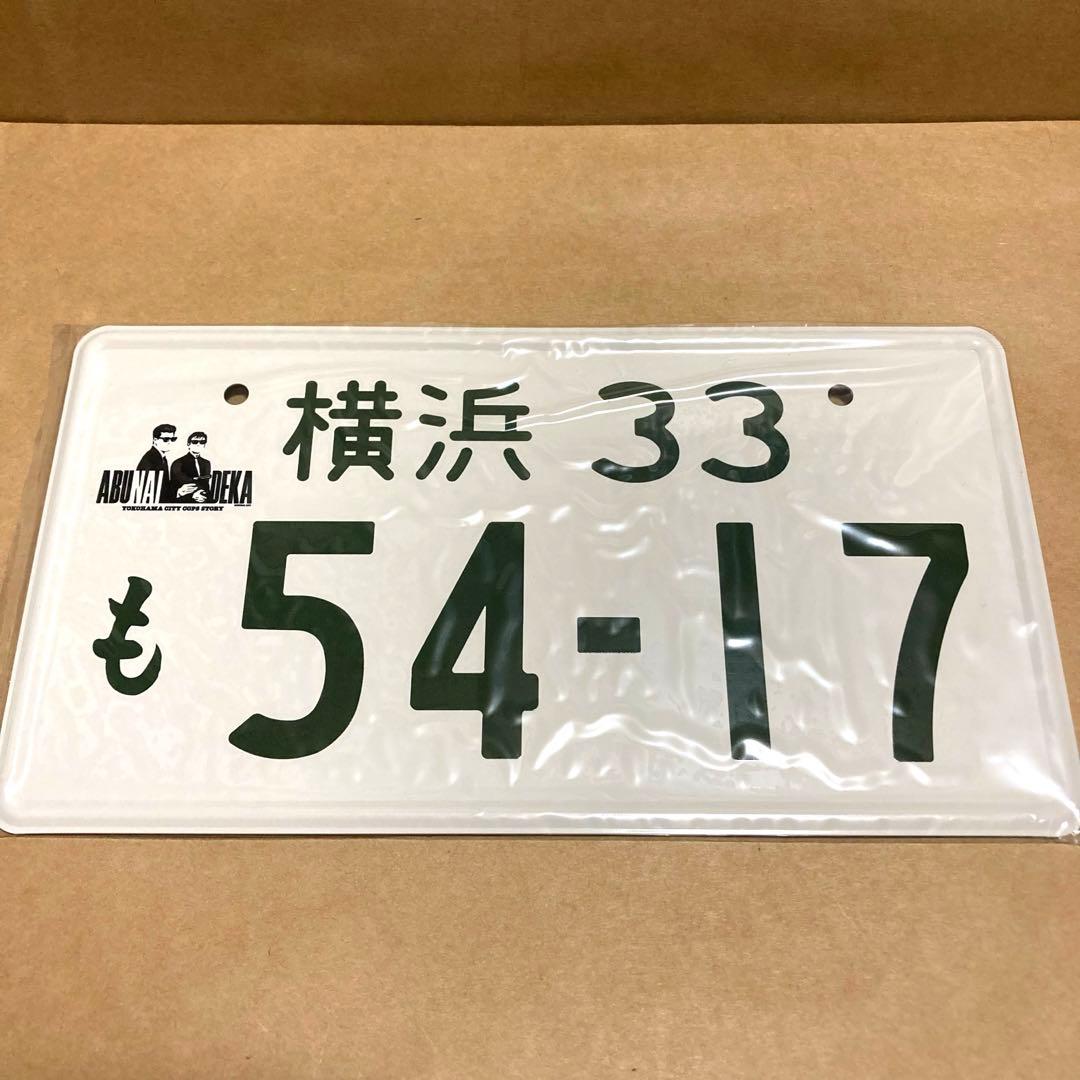 横浜 33
ABUNAI DEKA
YOKOHAMA CITY COPS STORY
も 54-17